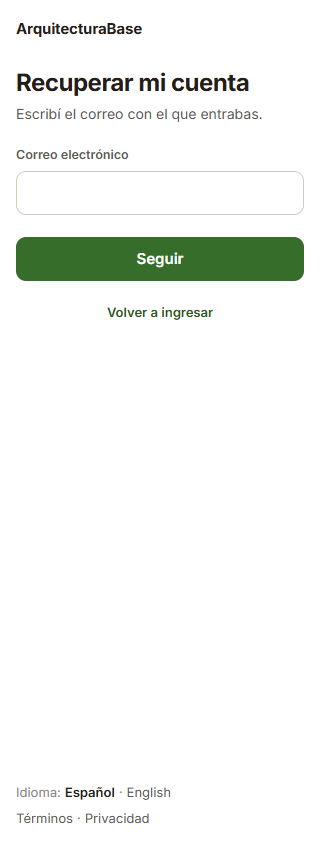 ArquitecturaBase
Recuperar mi cuenta
Escribí el correo con el que entrabas.
Correo electrónico
Seguir
Volver a ingresar
Idioma: Español · English
Términos · Privacidad